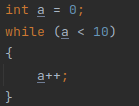 int a = 0;
while (a < 10)
{
    a++;
}